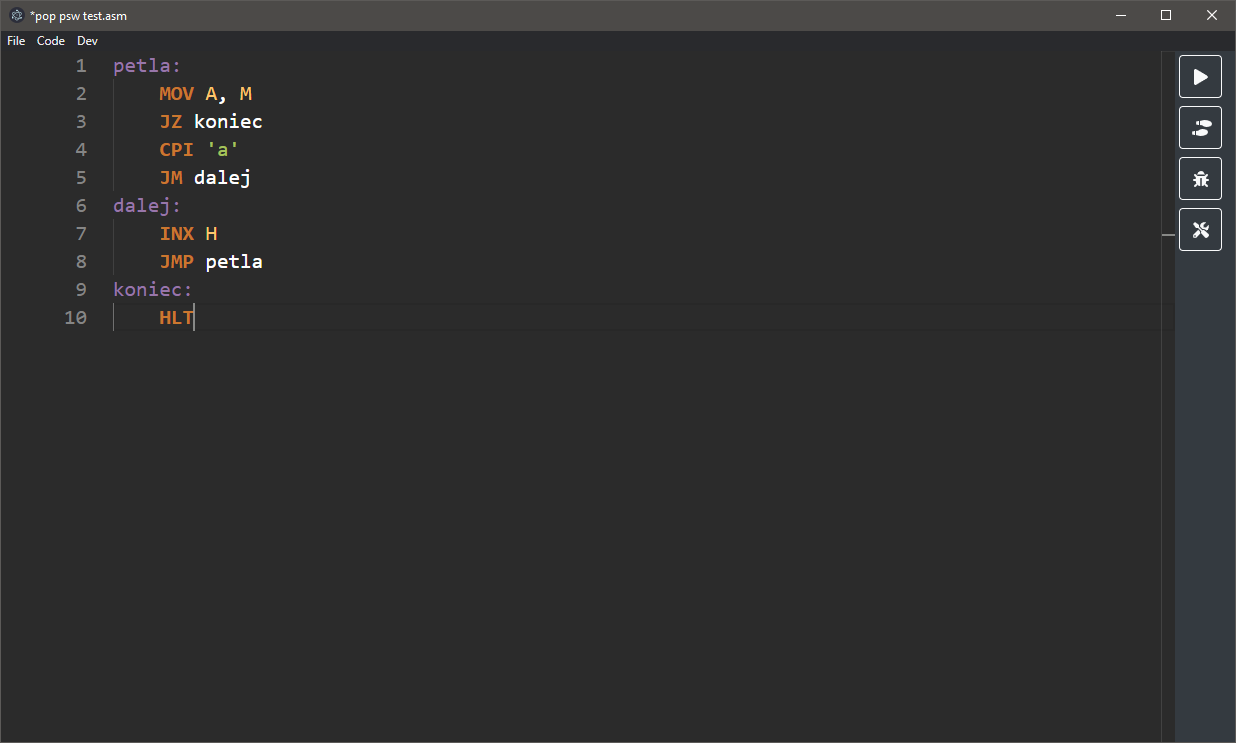 *pop psw test.asm
File Code Dev
1 petla:
2 MOV A, M
3 JZ koniec
4 CPI 'a'
5 JM dalej
6 dalej:
7 INX H
8 JMP petla
9 koniec:
10 HLT